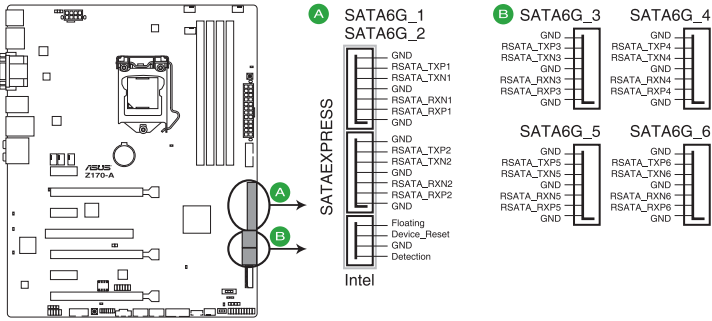 A SATA6G_1
SATA6G_2
SATAEXPRESS
GND
RSATA_TXP1
RSATA_TXN1
GND
RSATA_RXN1
RSATA_RXP1
GND
GND
RSATA_TXP2
RSATA_TXN2
GND
RSATA_RXN2
RSATA_RXP2
GND
Floating
Device_Reset
GND
Detection
Intel
B SATA6G_3
GND
RSATA_TXP3
RSATA_TXN3
GND
RSATA_RXN3
RSATA_RXP3
GND
SATA6G_4
GND
RSATA_TXP4
RSATA_TXN4
GND
RSATA_RXN4
RSATA_RXP4
GND
SATA6G_5
GND
RSATA_TXP5
RSATA_TXN5
GND
RSATA_RXN5
RSATA_RXP5
GND
SATA6G_6
GND
RSATA_TXP6
RSATA_TXN6
GND
RSATA_RXN6
RSATA_RXP6
GND
ASUS
Z170-A
A
B